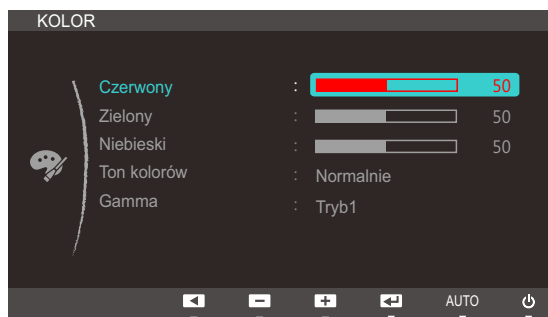 KOLOR
Czerwony : 50
Zielony : 50
Niebieski : 50
Ton kolorów : Normalnie
Gamma : Tryb1
AUTO